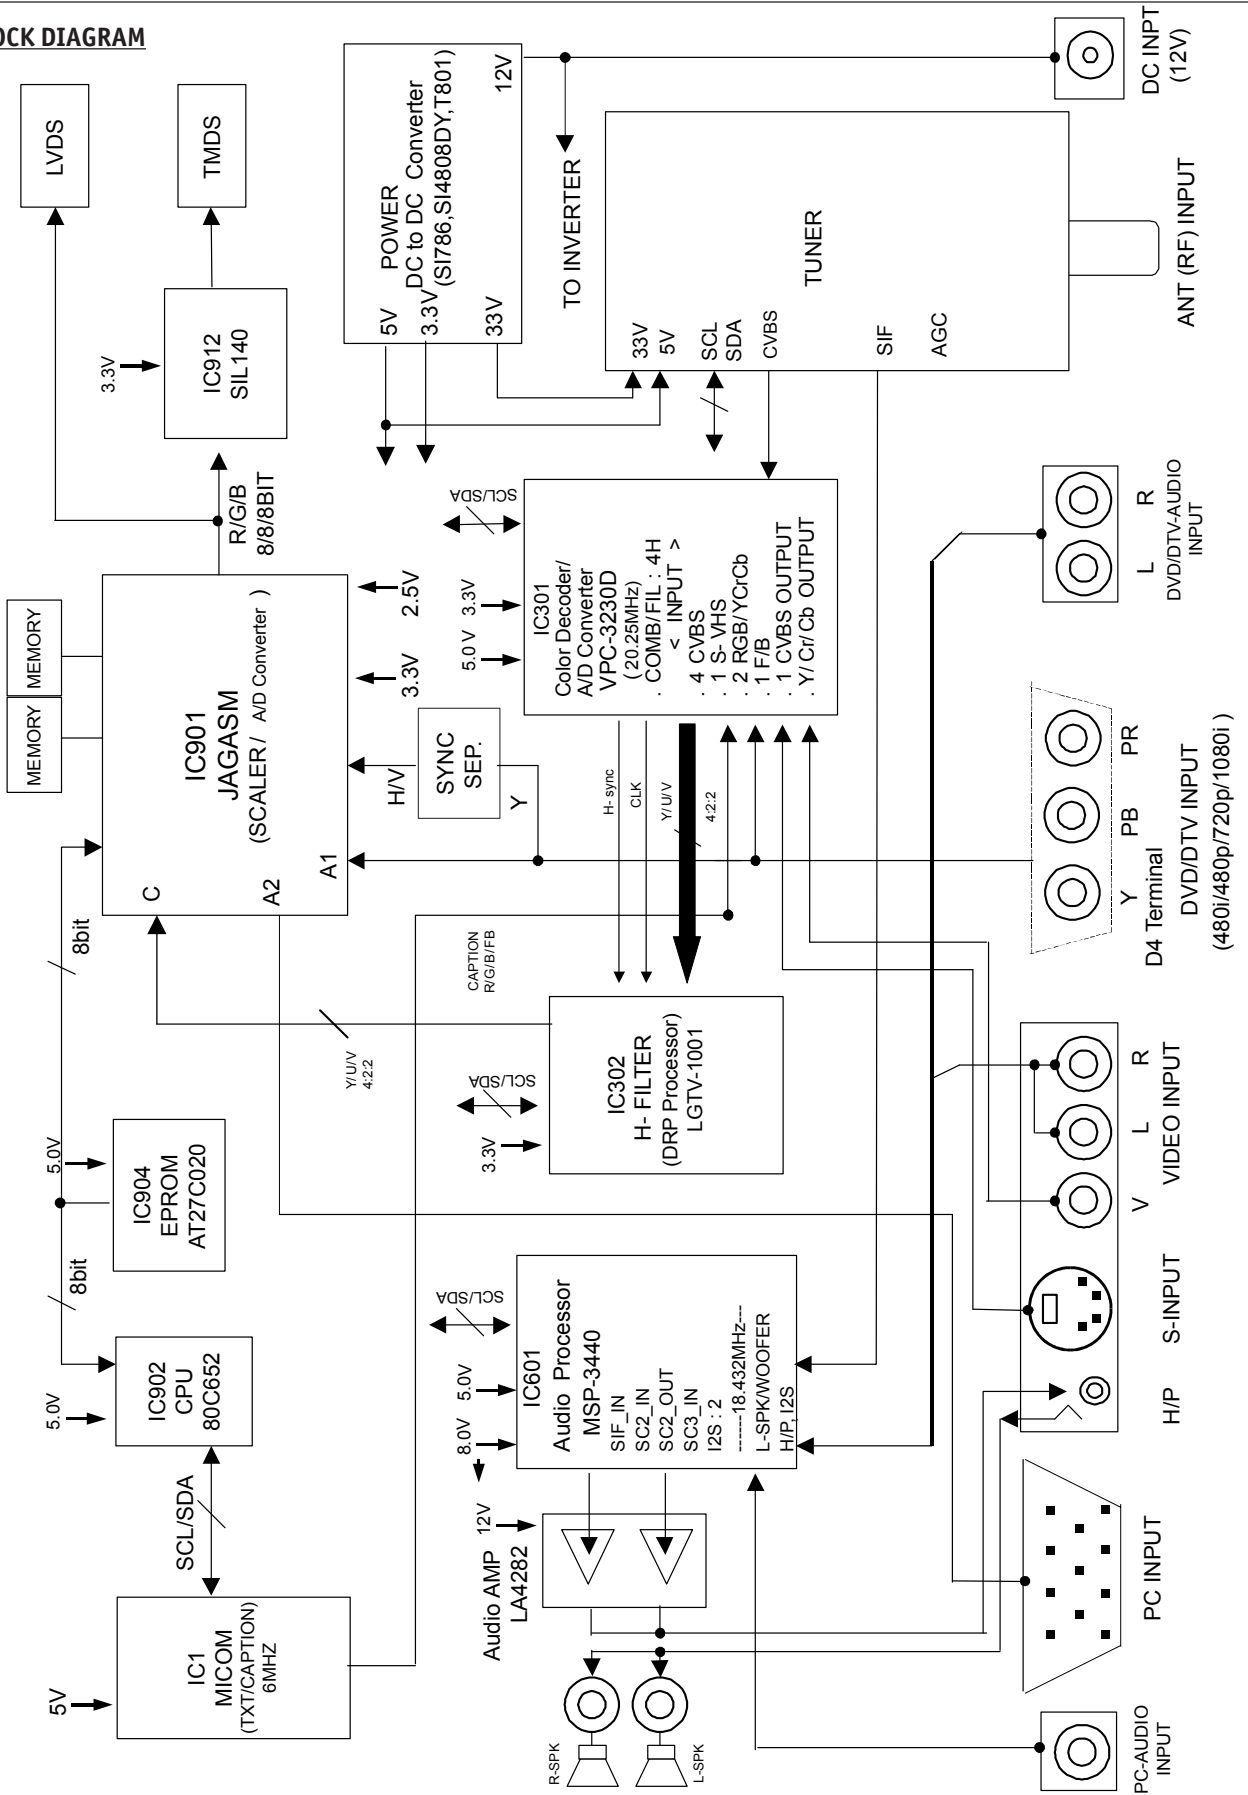 OCK DIAGRAM
LVDS
TMDS
3.3V
IC912
SIL140
R/G/B
8/8/8BIT
MEMORY
MEMORY
IC901
JAGASM
(SCALER / A/D Converter )
C
A2
A1
H/V
3.3V
2.5V
SYNC
SEP.
Y
8bit
8bit
5.0V
IC904
EPROM
AT27C020
5.0V
IC902
CPU
80C652
SCL/SDA
5V
IC1
MICOM
(TXT/CAPTION)
6MHZ
POWER
DC to DC Converter
(SI786,SI4808DY,T801)
5V
3.3V
33V
12V
TO INVERTER
DC INPT
(12V)
TUNER
33V
5V
SCL
SDA
CVBS
SIF
AGC
ANT (RF) INPUT
SCL/SDA
5.0 V
3.3V
IC301
Color Decoder/
A/D Converter
VPC-3230D
(20.25MHz)
. COMB/FIL : 4H
< INPUT >
. 4 CVBS
. 1 S- VHS
. 2 RGB/YCrCb
. 1 F/B
. 1 CVBS OUTPUT
. Y/ Cr/ Cb OUTPUT
H- sync
CLK
Y/ U/ V
4:2:2
CAPTION
R/G/B/FB
Y/ U/V
4:2:2
SCL/SDA
3.3V
IC302
H- FILTER
(DRP Processor)
LGTV-1001
SCL/SDA
8.0V
5.0V
IC601
Audio Processor
MSP-3440
SIF_IN
SC2_IN
SC2_OUT
SC3_IN
I2S : 2
------18.432MHz---
L-SPK/WOOFER
H/P, I2S
12V
Audio AMP
LA4282
R-SPK
L-SPK
L
R
DVD/DTV-AUDIO
INPUT
Y
PB
PR
D4 Terminal
DVD/DTV INPUT
(480i/480p/720p/1080i )
H/P
S-INPUT
V
L
R
VIDEO INPUT
PC INPUT
PC-AUDIO
INPUT